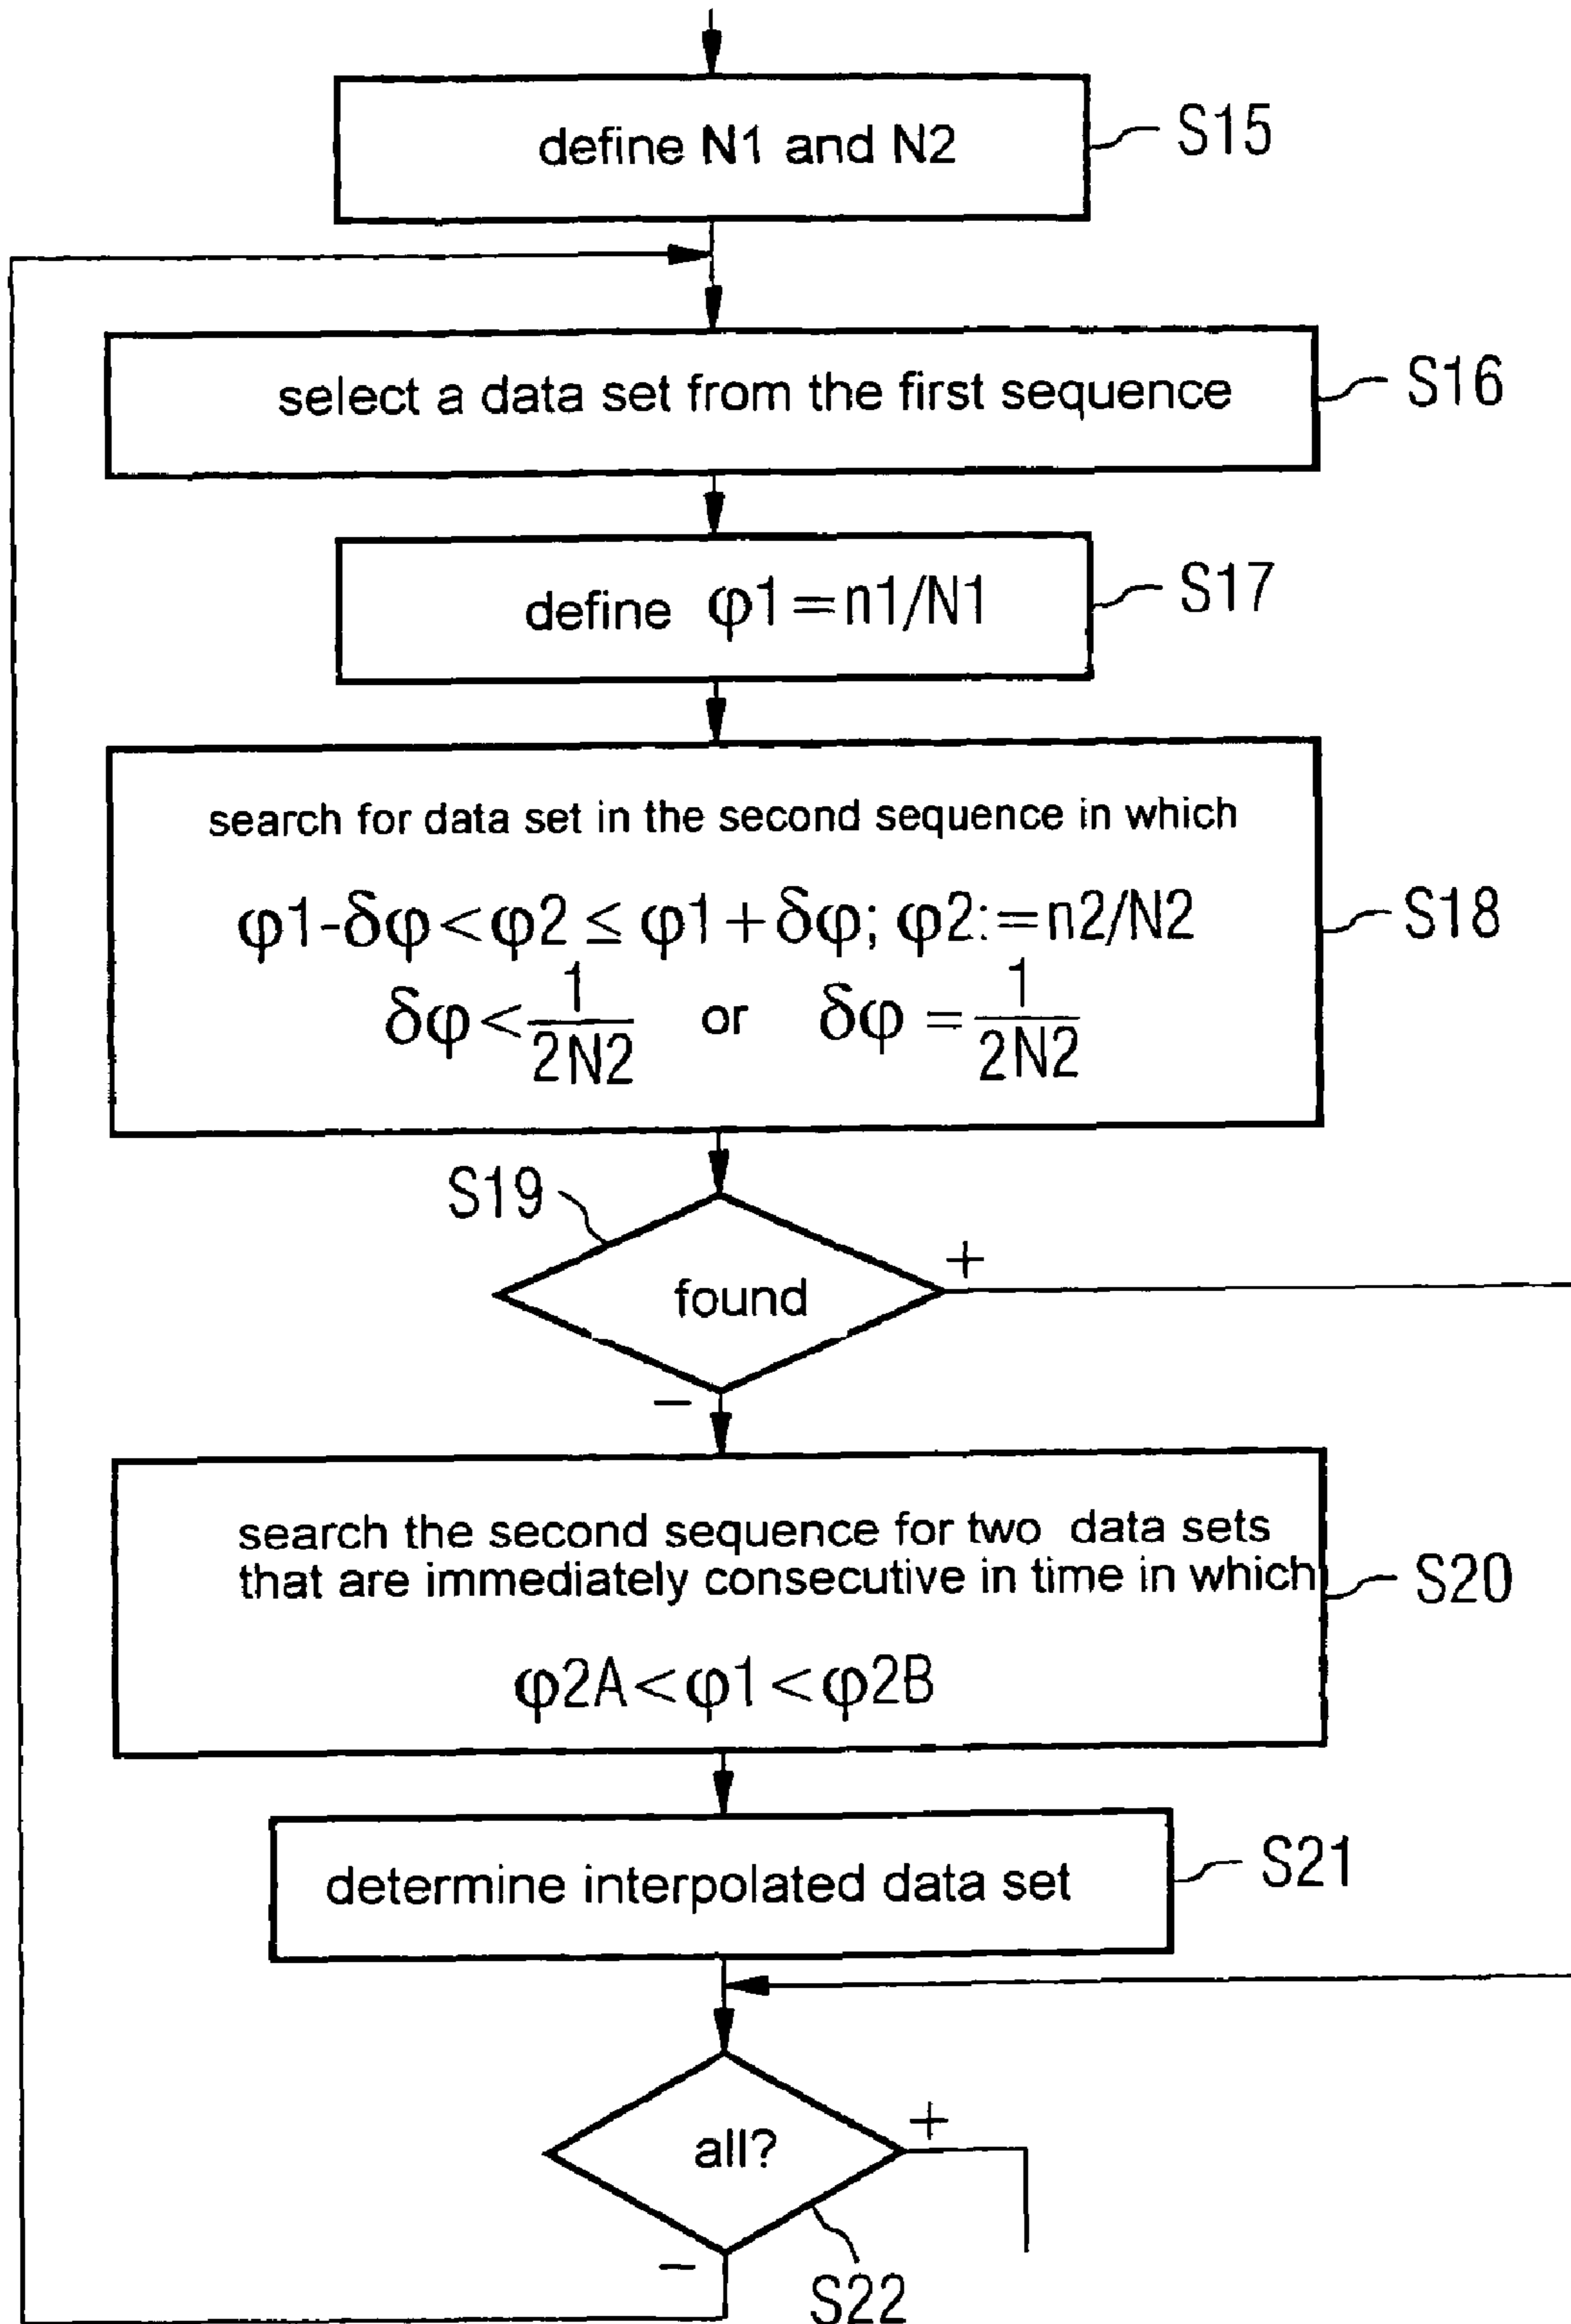 define N1 and N2
S15
select a data set from the first sequence
S16
define φ1=n1/N1
S17
search for data set in the second sequence in which
φ1-δφ<φ2≤φ1+δφ; φ2:=n2/N2
δφ<1/2N2 or δφ=1/2N2
S18
S19
found
+
−
search the second sequence for two data sets
that are immediately consecutive in time in which
φ2A<φ1<φ2B
S20
determine interpolated data set
S21
all?
+
−
S22